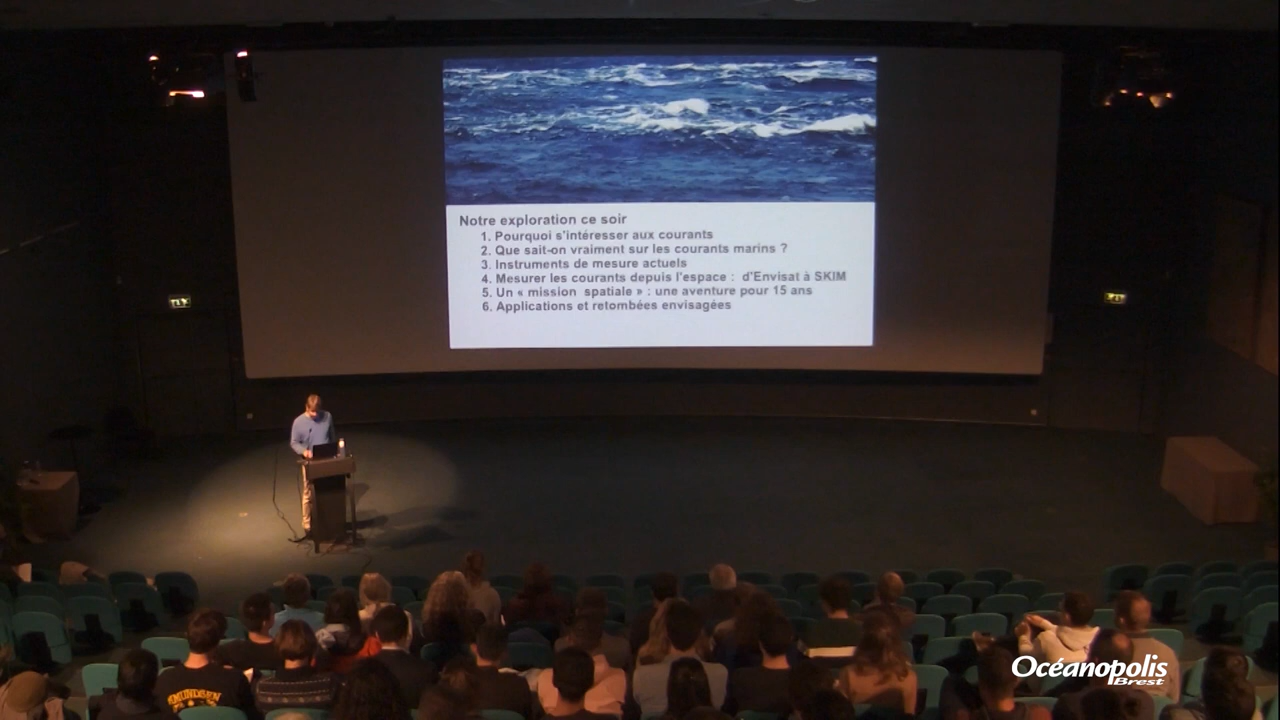 Notre exploration ce soir
1. Pourquoi s'intéresser aux courants
2. Que sait-on vraiment sur les courants marins ?
3. Instruments de mesure actuels
4. Mesurer les courants depuis l'espace : d'Envisat à SKIM
5. Un « mission spatiale » : une aventure pour 15 ans
6. Applications et retombées envisagées
Océanopolis
Brest